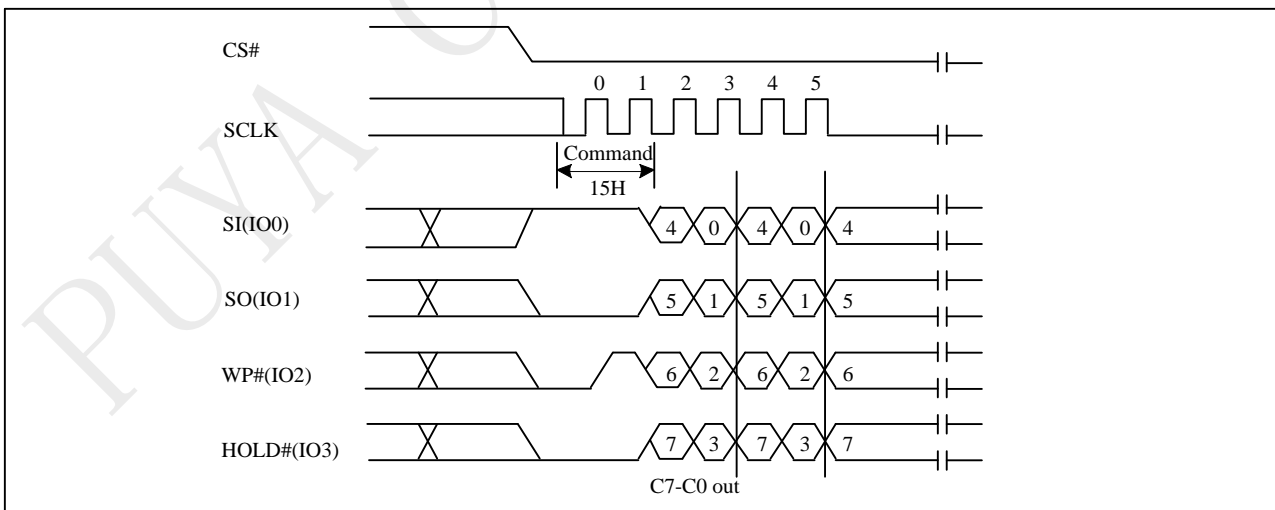 PUYA C
CS#
0 1 2 3 4 5
SCLK
Command
15H
SI(IO0) 4 0 4 0 4
SO(IO1) 5 1 5 1 5
WP#(IO2) 6 2 6 2 6
HOLD#(IO3) 7 3 7 3 7
C7-C0 out